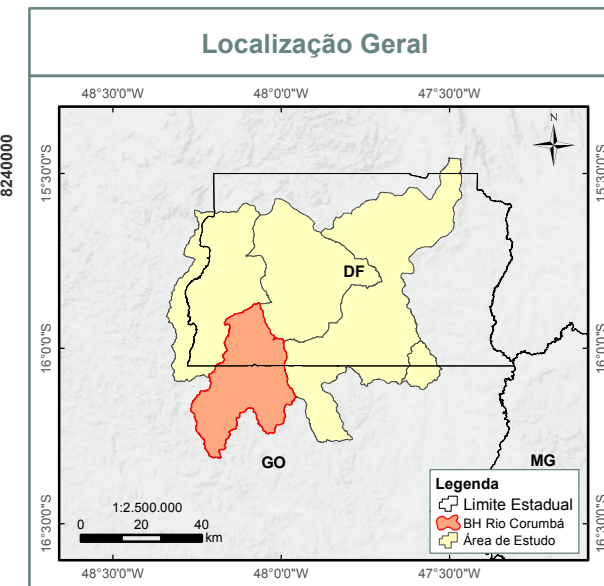 Localização Geral
8240000
48°30'0"W 48°0'0"W 47°30'0"W
N
15°30'0"S 15°30'0"S
DF
16°0'0"S 16°0'0"S
GO
MG
Legenda
Limite Estadual
BH Rio Corumbá
Área de Estudo
1:2.500.000
0 20 40
km
16°30'0"S 16°30'0"S
48°30'0"W 48°0'0"W 47°30'0"W